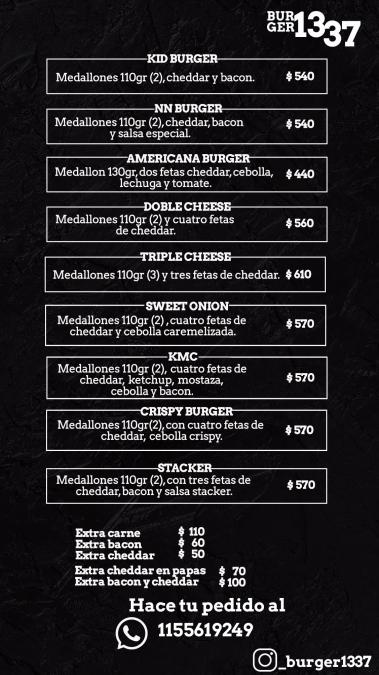 BUR
GER1337
KID BURGER
Medallones 110gr (2), cheddar y bacon. $ 540
NN BURGER
Medallones 110gr (2), cheddar, bacon
y salsa especial.
$ 540
AMERICANA BURGER
Medallon 130gr, dos fetas cheddar, cebolla,
lechuga y tomate.
$ 440
DOBLE CHEESE
Medallones 110gr (2) y cuatro fetas
de cheddar.
$ 560
TRIPLE CHEESE
Medallones 110gr (3) y tres fetas de cheddar. $ 610
SWEET ONION
Medallones 110gr (2) , cuatro fetas de
cheddar y cebolla caremelizada.
$ 570
KMC
Medallones 110gr (2), cuatro fetas de
cheddar, ketchup, mostaza,
cebolla y bacon.
$ 570
CRISPY BURGER
Medallones 110gr(2), con cuatro fetas de
cheddar, cebolla crispy.
$ 570
STACKER
Medallones 110gr (2), con tres fetas de
cheddar, bacon y salsa stacker.
$ 570
Extra carne $ 110
Extra bacon $ 60
Extra cheddar $ 50
Extra cheddar en papas $ 70
Extra bacon y cheddar $ 100
Hace tu pedido al
1155619249
_burger1337